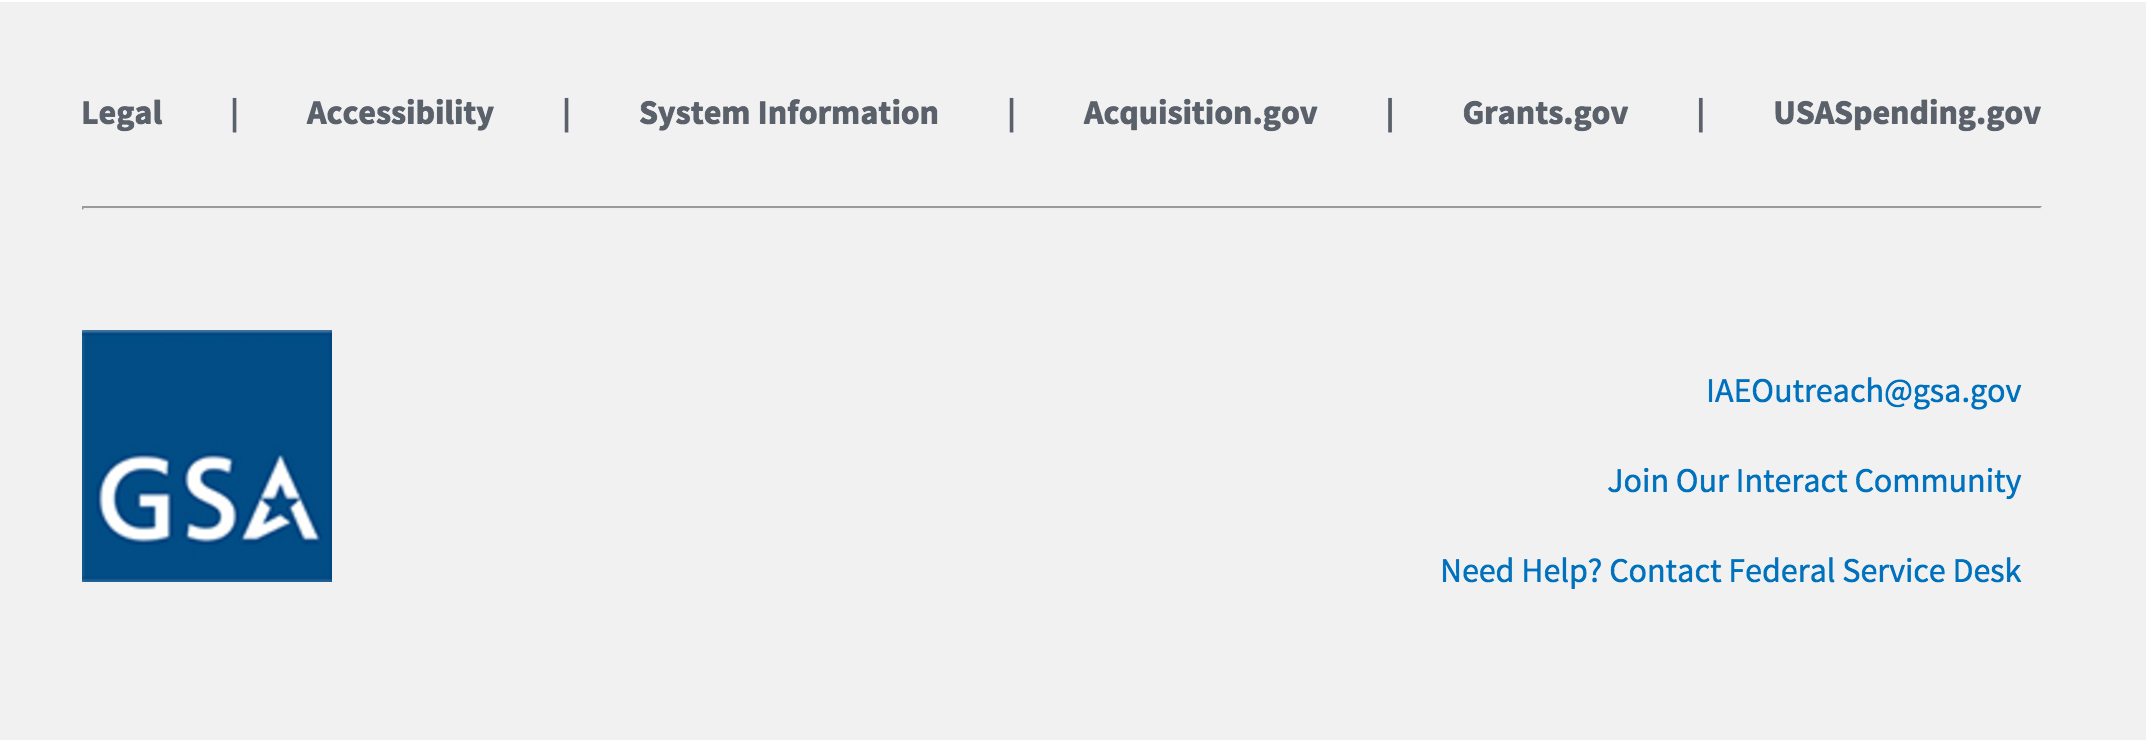 Legal | Accessibility | System Information | Acquisition.gov | Grants.gov | USASpending.gov
GSA
IAEOutreach@gsa.gov
Join Our Interact Community
Need Help? Contact Federal Service Desk